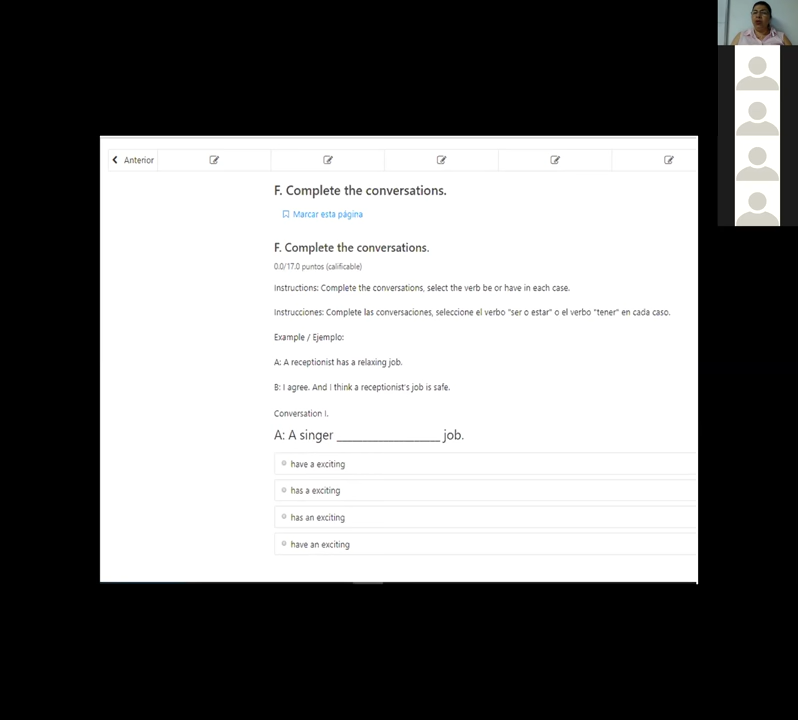 Anterior
F. Complete the conversations.
Marcar esta página
F. Complete the conversations.
0.0/17.0 puntos (calificable)
Instructions: Complete the conversations, select the verb be or have in each case.
Instrucciones: Complete las conversaciones, seleccione el verbo "ser o estar" o el verbo "tener" en cada caso.
Example / Ejemplo:
A: A receptionist has a relaxing job.
B: I agree. And I think a receptionist's job is safe.
Conversation I.
A: A singer _________________ job.
have a exciting
has a exciting
has an exciting
have an exciting